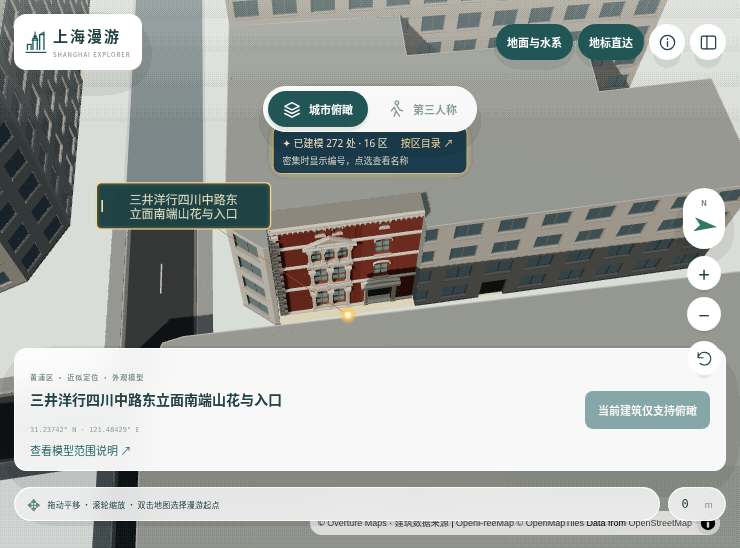 上海漫游
SHANGHAI EXPLORER
地面与水系
地标直达
城市俯瞰
第三人称
✦ 已建模 272 处 · 16 区 按区目录 ↗
密集时显示编号，点选查看名称
三井洋行四川中路东
立面南端山花与入口
N
+
−
黄浦区 · 近似定位 · 外观模型
三井洋行四川中路东立面南端山花与入口
31.23742° N · 121.48429° E
查看模型范围说明 ↗
当前建筑仅支持俯瞰
拖动平移 · 滚轮缩放 · 双击地图选择漫游起点
0 m
© Overture Maps · 建筑数据来源 | OpenFreeMap © OpenMapTiles Data from OpenStreetMap